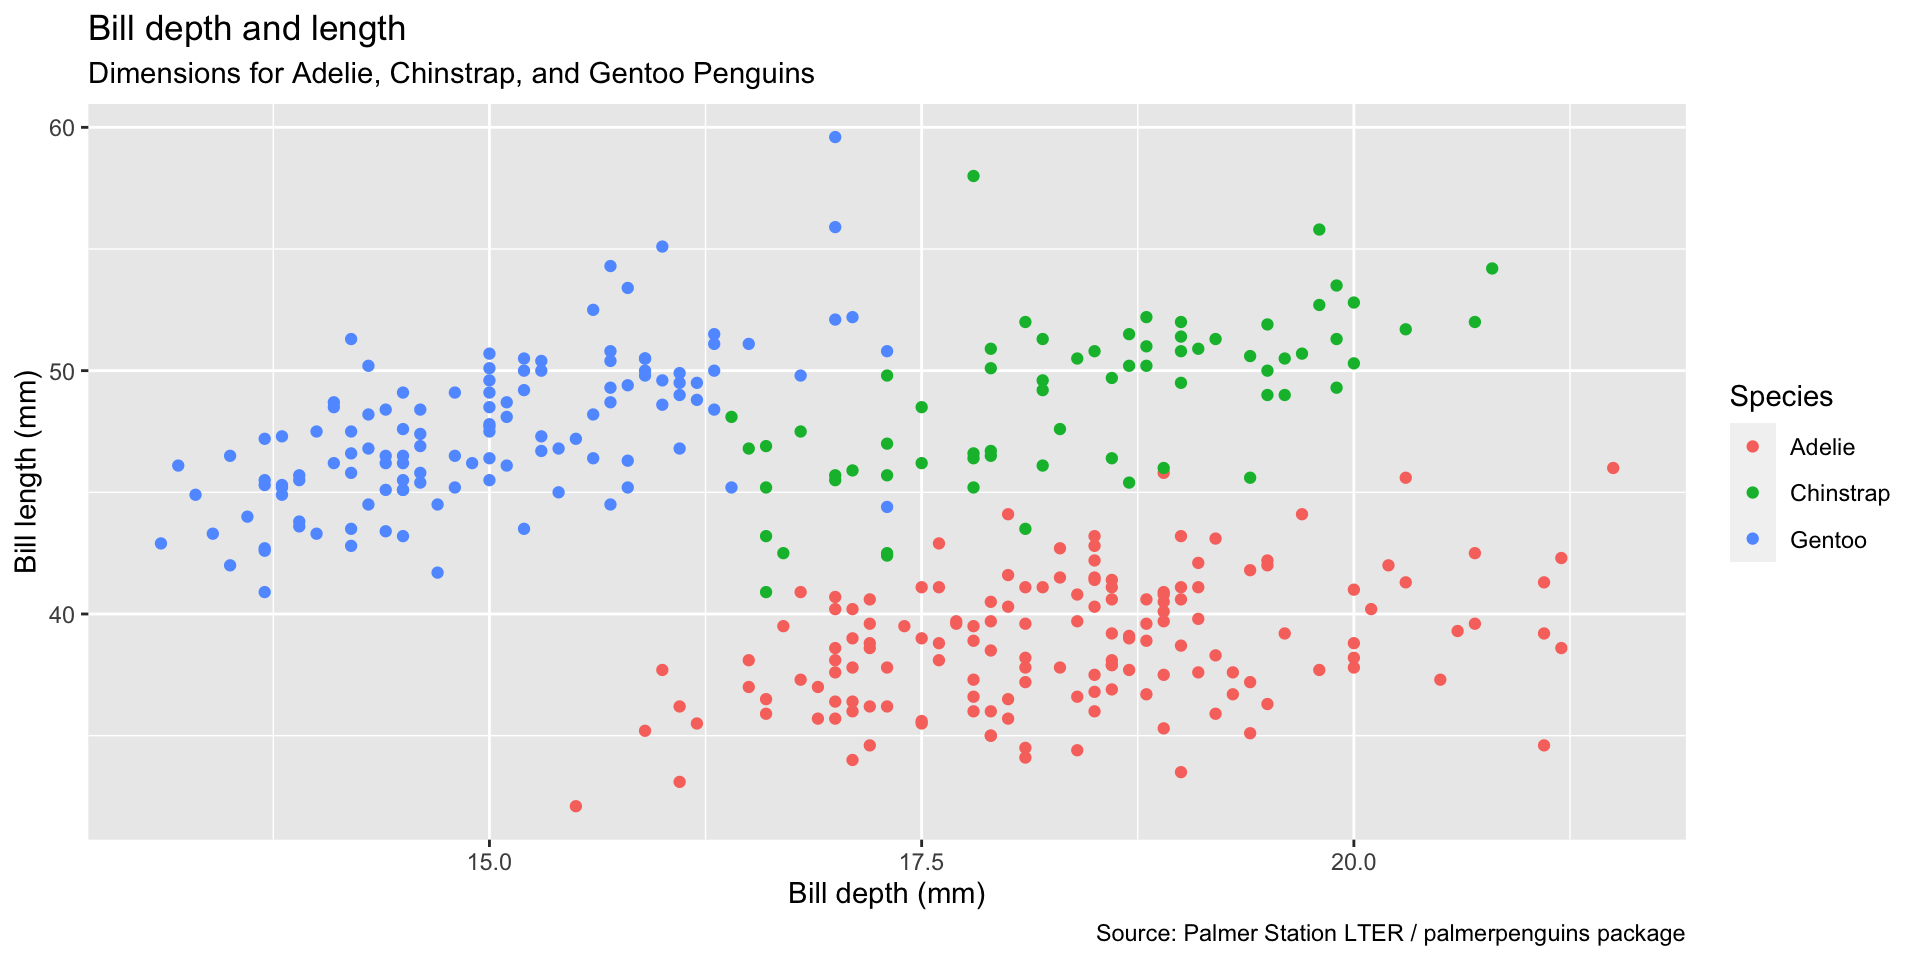 Bill depth and length
Dimensions for Adelie, Chinstrap, and Gentoo Penguins
60
50
40
Bill length (mm)
15.0 17.5 20.0
Bill depth (mm)
Species
Adelie
Chinstrap
Gentoo
Source: Palmer Station LTER / palmerpenguins package